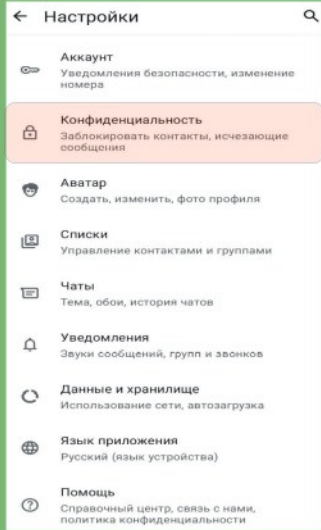 Настройки
Аккаунт
Уведомления безопасности, изменение
номера
Конфиденциальность
Заблокировать контакты, исчезающие
сообщения
Аватар
Создать, изменить, фото профиля
Списки
Управление контактами и группами
Чаты
Тема, обои, история чатов
Уведомления
Звуки сообщений, групп и звонков
Данные и хранилище
Использование сети, автозагрузка
Язык приложения
Русский (язык устройства)
Помощь
Справочный центр, связь с нами,
политика конфиденциальности